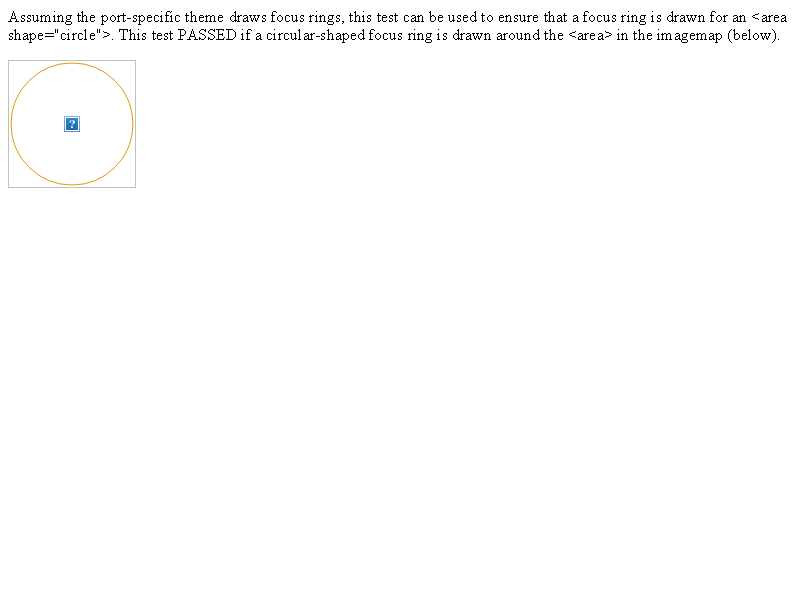 Assuming the port-specific theme draws focus rings, this test can be used to ensure that a focus ring is drawn for an <area
shape="circle">. This test PASSED if a circular-shaped focus ring is drawn around the <area> in the imagemap (below).
?